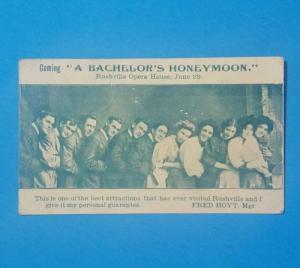 Coming "A BACHELOR'S HONEYMOON."
Rushville Opera House, June 29.
This is one of the best attractions that has ever visited Rushville and I
give it my personal guarantee. FRED HOYT. Mgr